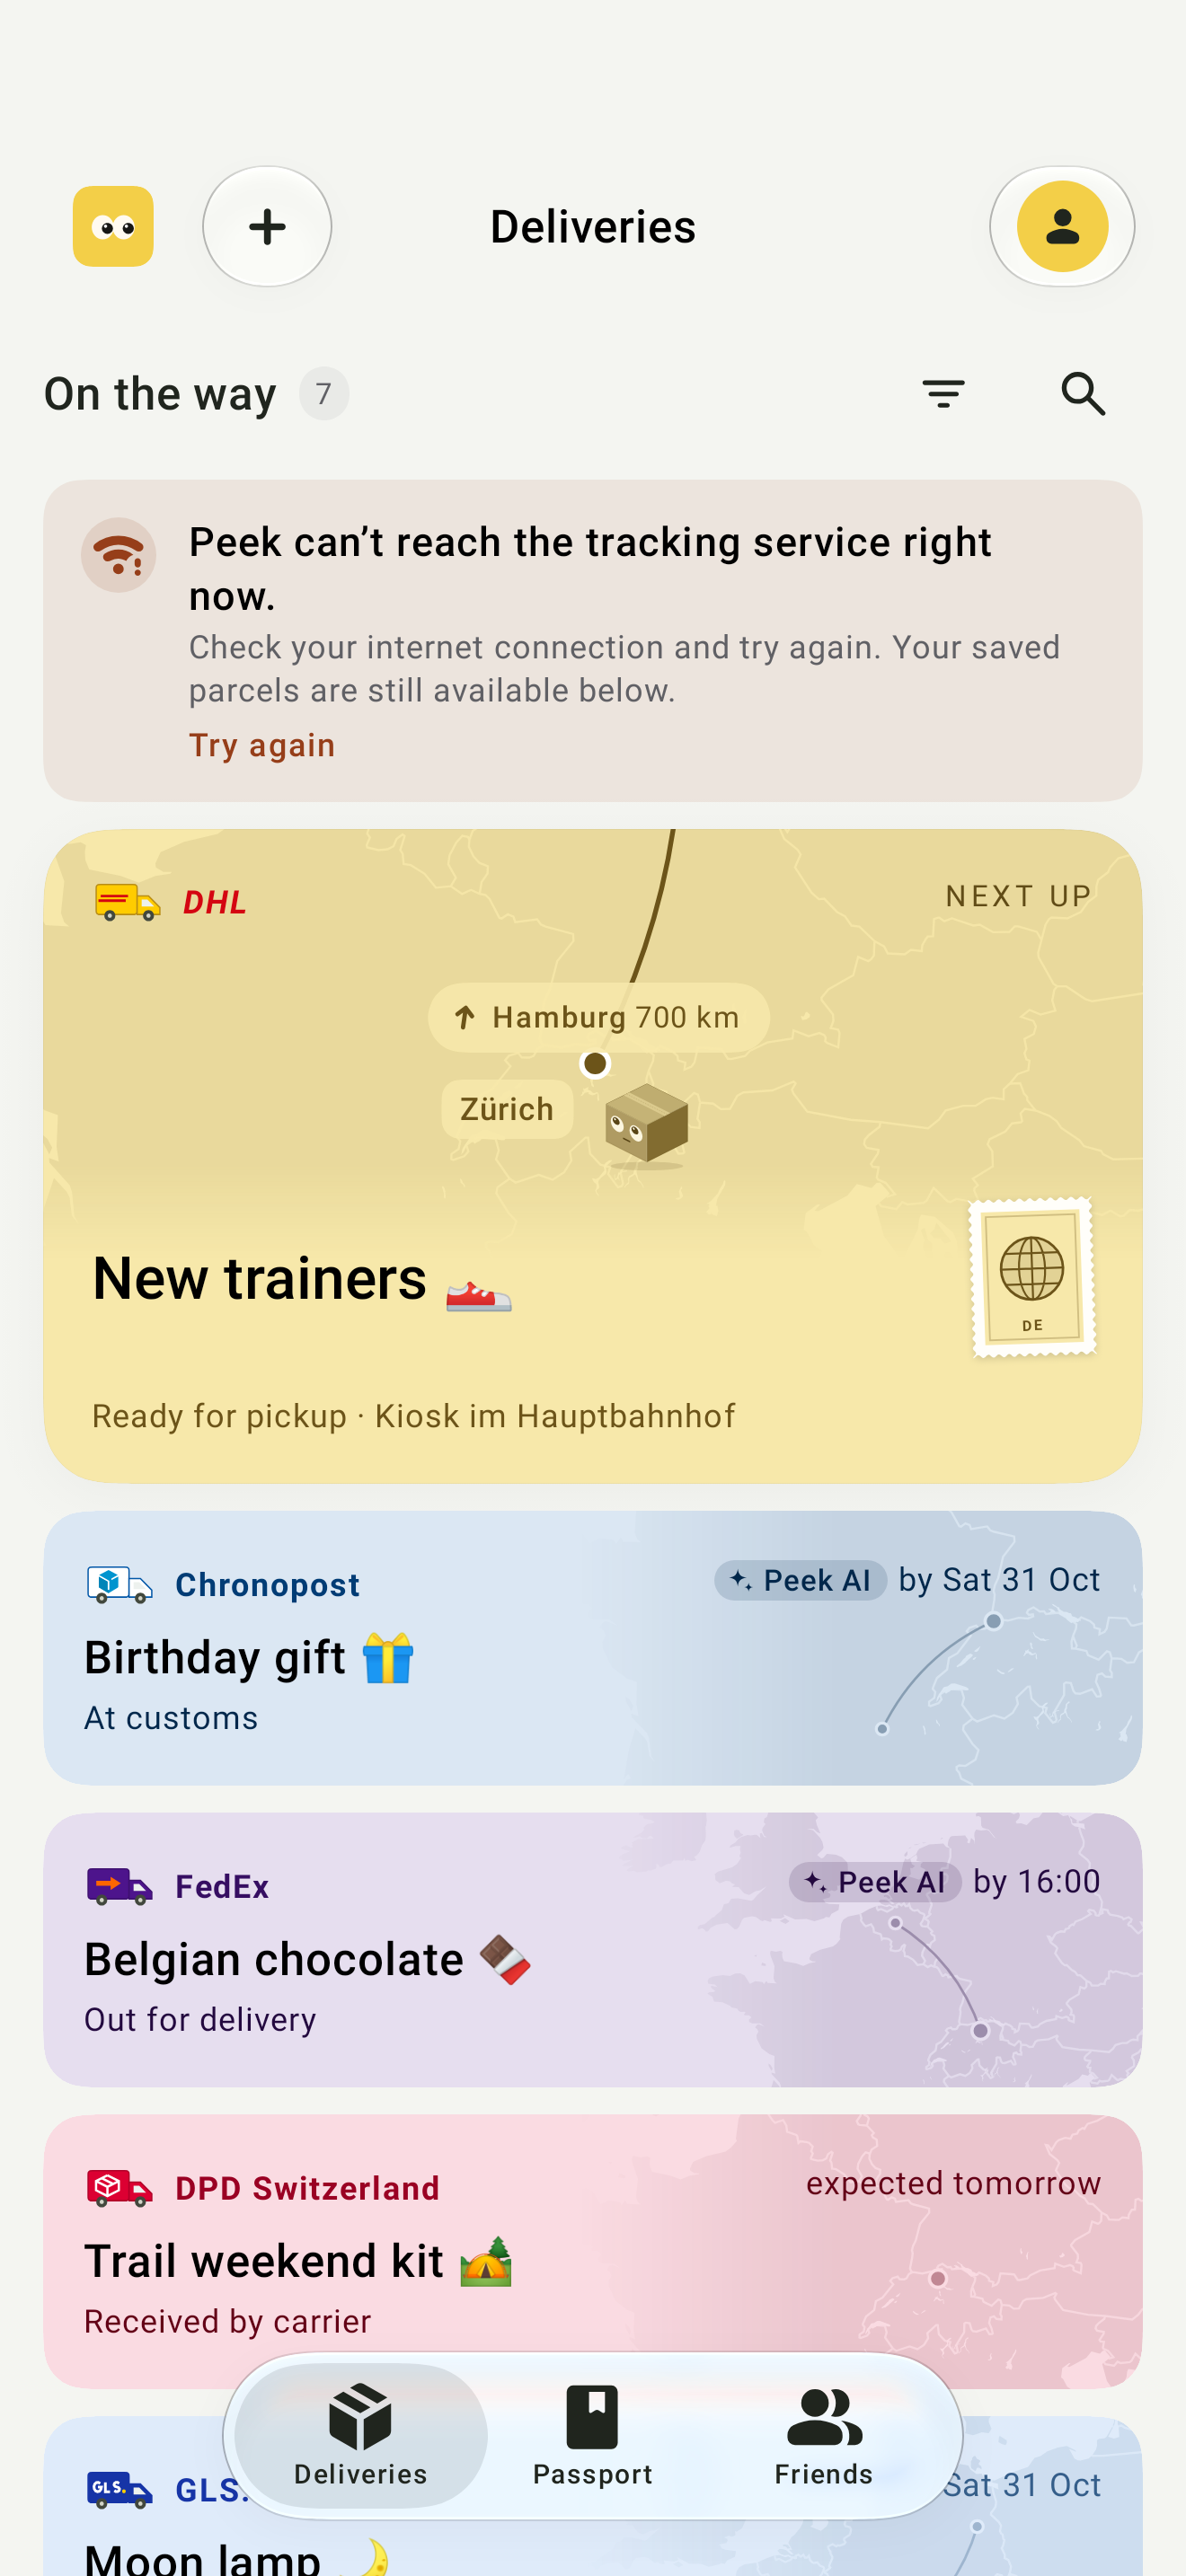 Deliveries
On the way 7
Peek can’t reach the tracking service right
now.
Check your internet connection and try again. Your saved
parcels are still available below.
Try again
DHL
NEXT UP
Hamburg 700 km
Zürich
New trainers
DE
Ready for pickup · Kiosk im Hauptbahnhof
Chronopost
Peek AI by Sat 31 Oct
Birthday gift
At customs
FedEx
Peek AI by 16:00
Belgian chocolate
Out for delivery
DPD Switzerland
expected tomorrow
Trail weekend kit
Received by carrier
GLS.
GLS.
Sat 31 Oct
Moon lamp
Deliveries
Passport
Friends